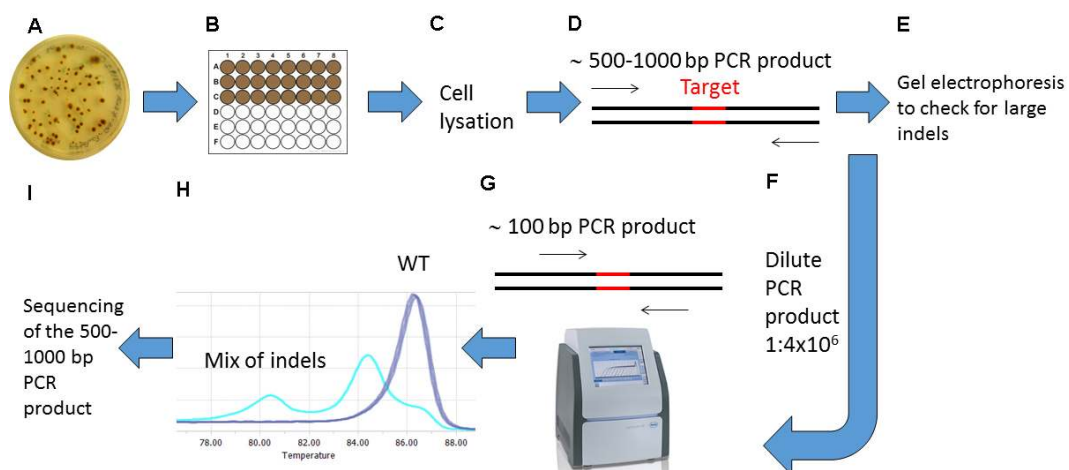 A
B
C
D
E
1 2 3 4 5 6 7 8
A
B
C
D
E
F
Cell
lysation
~ 500-1000 bp PCR product
Target
Gel electrophoresis
to check for large
indels
F
Dilute
PCR
product
1:4x10⁶
G
~ 100 bp PCR product
H
WT
Mix of indels
78.00 80.00 82.00 84.00 86.00 88.00
Temperature
I
Sequencing
of the 500-
1000 bp
PCR
product